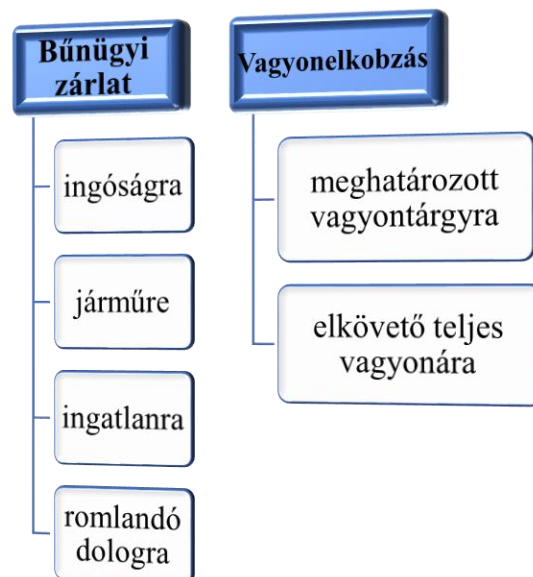 Bűnügyi
zárlat
ingóságra
járműre
ingatlanra
romlandó
dologra
Vagyonelkobzás
meghatározott
vagyontárgyra
elkövető teljes
vagyonára